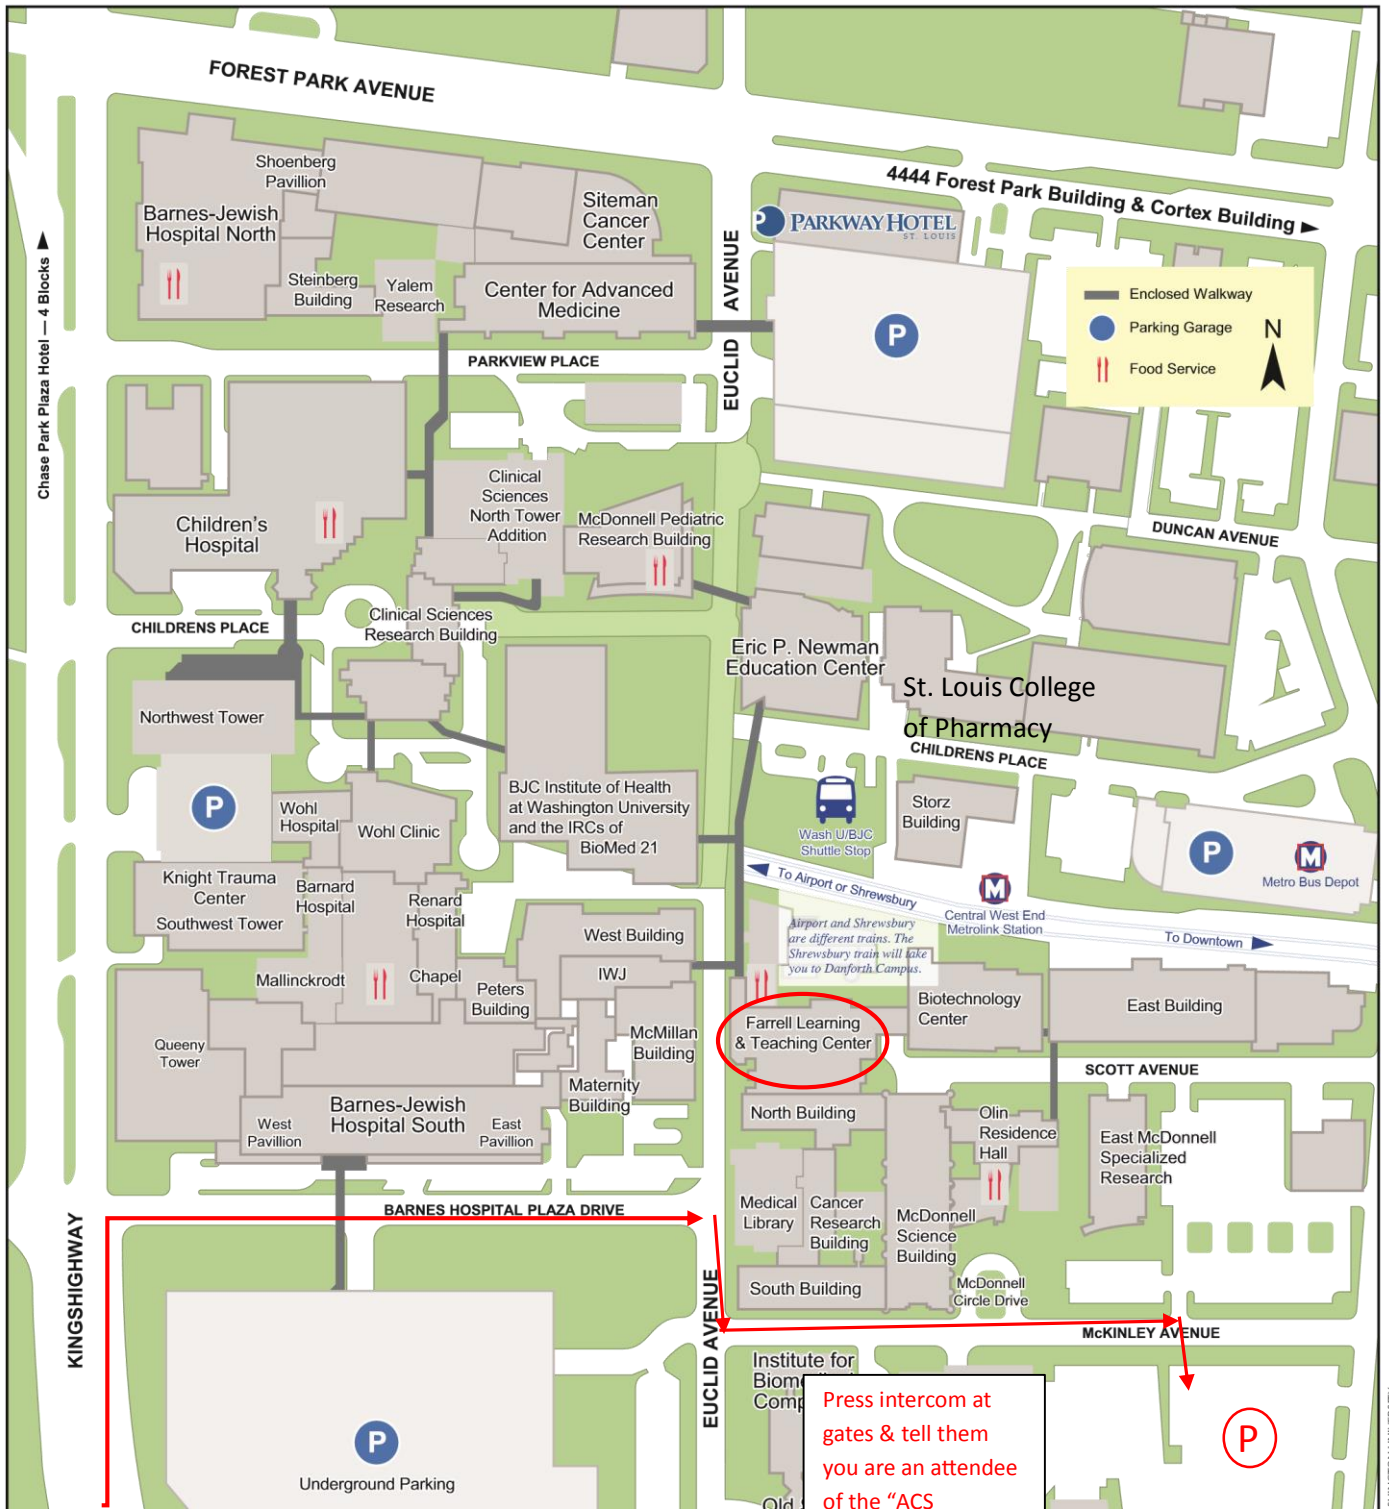 FOREST PARK AVENUE
4444 Forest Park Building & Cortex Building
Shoenberg
Pavillion
Barnes-Jewish
Hospital North
Siteman
Cancer
Center
P PARKWAY HOTEL
ST. LOUIS
Steinberg
Building
Yalem
Research
Center for Advanced
Medicine
EUCLID AVENUE
P
Enclosed Walkway
P Parking Garage
Food Service
N
Chase Park Plaza Hotel — 4 Blocks
PARKVIEW PLACE
Clinical
Sciences
North Tower
Addition
McDonnell Pediatric
Research Building
Children's
Hospital
DUNCAN AVENUE
CHILDRENS PLACE
Clinical Sciences
Research Building
Eric P. Newman
Education Center
St. Louis College
of Pharmacy
CHILDRENS PLACE
Northwest Tower
P
Wohl
Hospital
Wohl Clinic
BJC Institute of Health
at Washington University
and the IRCs of
BioMed 21
Wash U/BJC
Shuttle Stop
Storz
Building
P
M
Metro Bus Depot
Knight Trauma
Center
Southwest Tower
Barnard
Hospital
Renard
Hospital
To Airport or Shrewsbury
M
Central West End
Metrolink Station
To Downtown
Airport and Shrewsbury
are different trains. The
Shrewsbury train will take
you to Danforth Campus.
West Building
IWJ
Mallinckrodt
Chapel
Peters
Building
McMillan
Building
Farrell Learning
& Teaching Center
Biotechnology
Center
East Building
Queeny
Tower
SCOTT AVENUE
Maternity
Building
Barnes-Jewish
Hospital South
West
Pavillion
East
Pavillion
North Building
Olin
Residence
Hall
East McDonnell
Specialized
Research
BARNES HOSPITAL PLAZA DRIVE
Medical
Library
Cancer
Research
Building
McDonnell
Science
Building
South Building
McDonnell
Circle Drive
KINGSHIGHWAY
EUCLID AVENUE
McKINLEY AVENUE
Institute for
Press intercom at
gates & tell them
you are an attendee
of the "ACS
P
P
Underground Parking